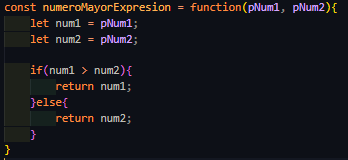 const numeroMayorExpresion = function(pNum1, pNum2){
    let num1 = pNum1;
    let num2 = pNum2;

    if(num1 > num2){
        return num1;
    }else{
        return num2;
    }
}